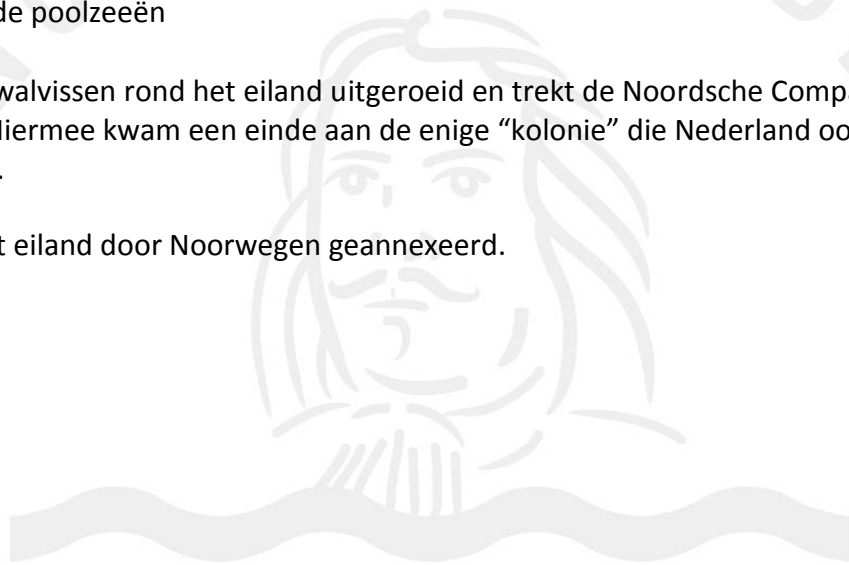 de poolzeeën
walvissen rond het eiland uitgeroeid en trekt de Noordsche Compa
Hiermee kwam een einde aan de enige “kolonie” die Nederland oo
.
t eiland door Noorwegen geannexeerd.